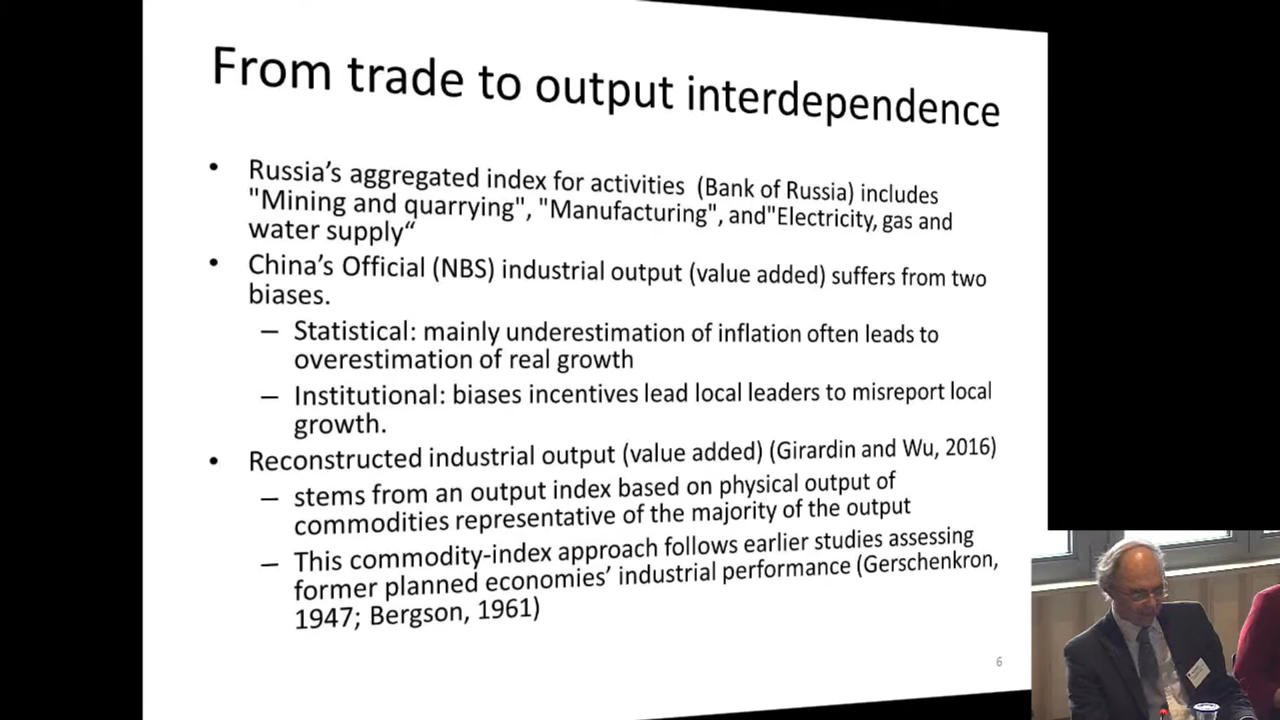 From trade to output interdependence
• Russia's aggregated index for activities (Bank of Russia) includes
"Mining and quarrying", "Manufacturing", and"Electricity, gas and
water supply“
• China's Official (NBS) industrial output (value added) suffers from two
biases.
– Statistical: mainly underestimation of inflation often leads to
overestimation of real growth
– Institutional: biases incentives lead local leaders to misreport local
growth.
• Reconstructed industrial output (value added) (Girardin and Wu, 2016)
– stems from an output index based on physical output of
commodities representative of the majority of the output
– This commodity-index approach follows earlier studies assessing
former planned economies' industrial performance (Gerschenkron,
1947; Bergson, 1961)
6